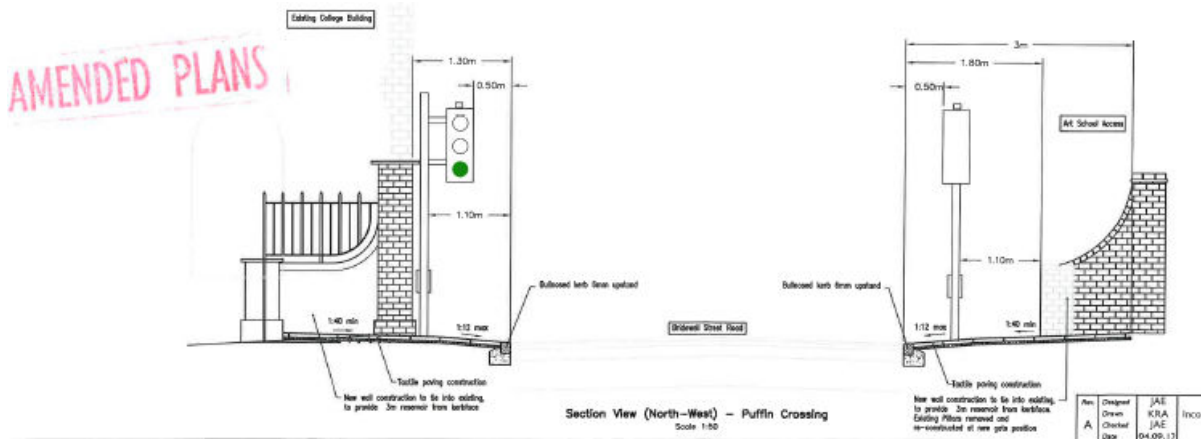 Existing College Building
AMENDED PLANS
1.30m
0.50m
1.10m
3m
1.80m
0.50m
Art School Access
1.10m
Bullnosed kerb 6mm upstand
Bullnosed kerb 6mm upstand
Bridewell Street Road
1:40 min
1:12 max
1:12 max
1:40 min
Tactile paving construction
New wall construction to tie into existing,
to provide 3m reservoir from kerbface
Tactile paving construction
New wall construction to tie into existing,
to provide 3m reservoir from kerbface.
Existing Pillars removed and
re-constructed at new gate position
Section View (North-West) - Puffin Crossing
Scale 1:50
Rev. Designed JAE
Drawn KRA Inco
A Checked JAE
Date 04.09.13